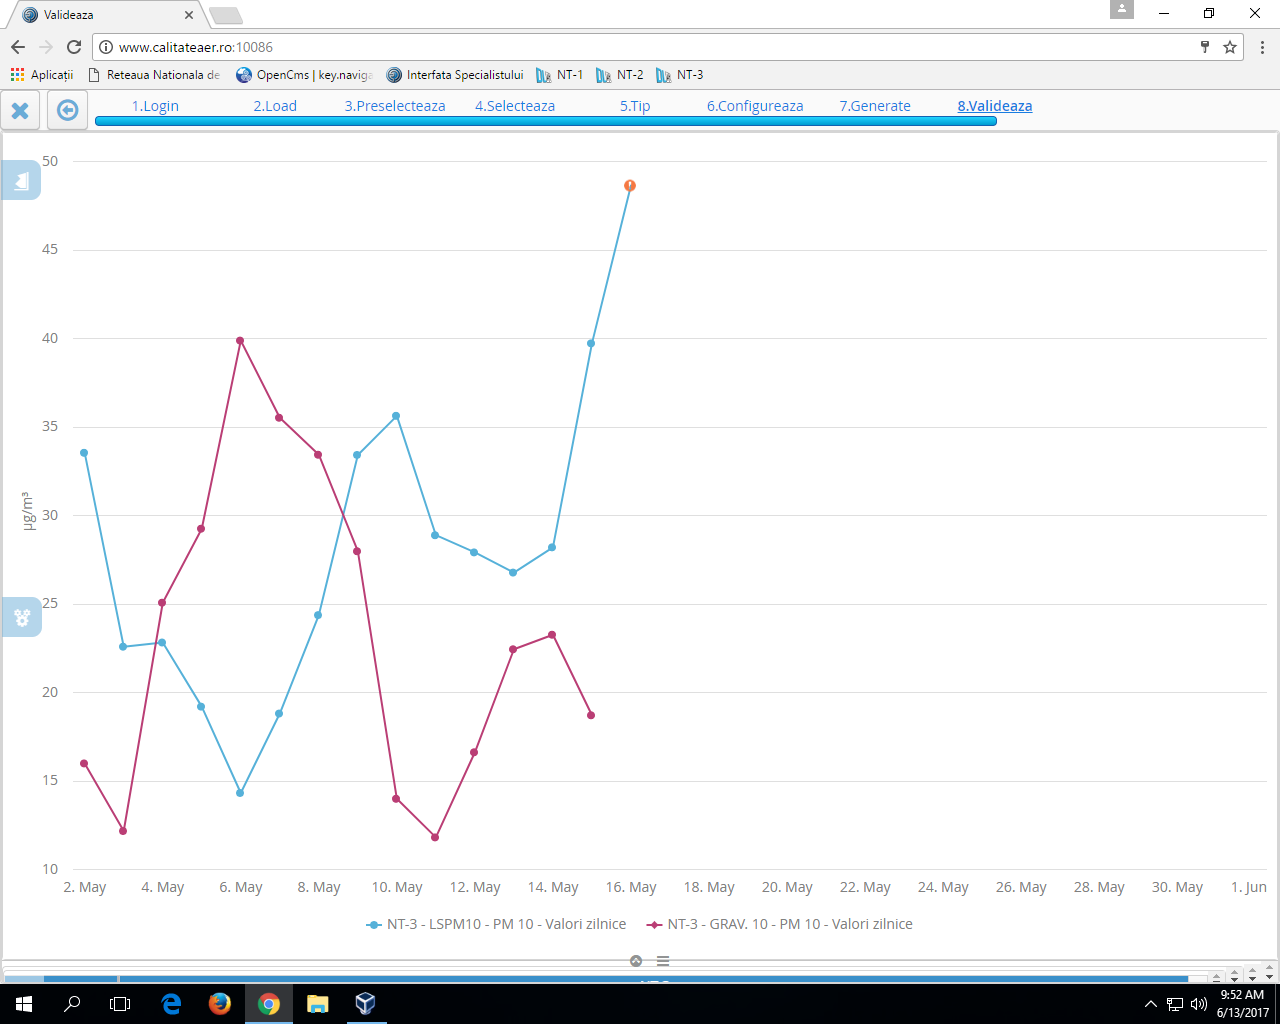 Valideaza
www.calitateaer.ro:10086
Aplicații
Reteaua Nationala de
OpenCms | key.naviga
Interfata Specialistului
NT-1
NT-2
NT-3
1.Login
2.Load
3.Preselecteaza
4.Selecteaza
5.Tip
6.Configureaza
7.Generate
8.Valideaza
50
45
40
35
30
25
20
15
10
µg/m³
2. May
4. May
6. May
8. May
10. May
12. May
14. May
16. May
18. May
20. May
22. May
24. May
26. May
28. May
30. May
1. Jun
NT-3 - LSPM10 - PM 10 - Valori zilnice
NT-3 - GRAV. 10 - PM 10 - Valori zilnice
9:52 AM
6/13/2017